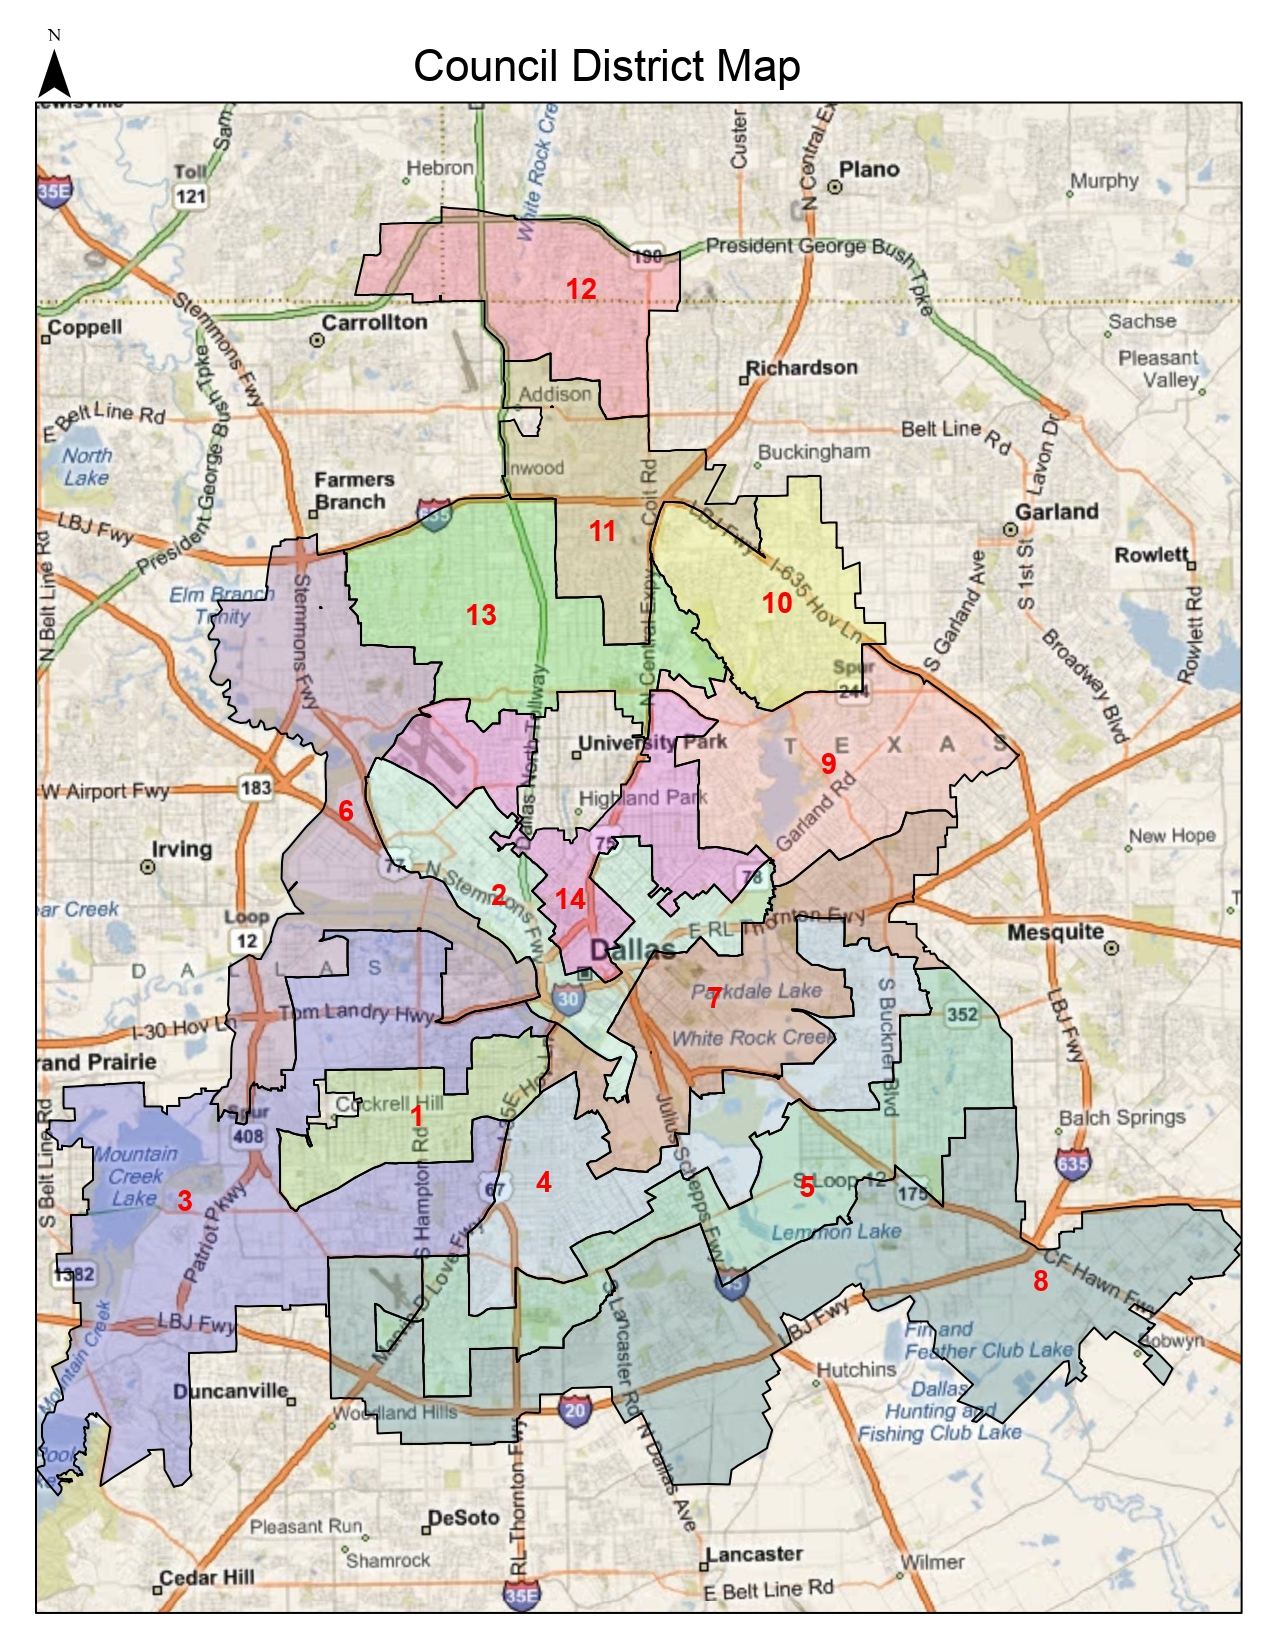 N
Council District Map
ewisville
Sam
Toll
121
Hebron
White Rock Cre
Custer
N Central Ex
Plano
Murphy
35E
190
President George Bush Tpke
12
Stemmons Fwy
Coppell
Carrollton
Sachse
Pleasant
Valley
Richardson
President George Bush Tpke
Addison
E Belt Line Rd
Belt Line Rd
North
Lake
Inwood
Buckingham
Lavon Dr
Farmers
Branch
635
Coit Rd
LBJ Fwy
LBJ Fwy
Garland
11
Rowlett
N Belt Line Rd
Elm Branch
Trinity
Stemmons Fwy
13
N Central Expy
10
I-635 Hov Ln
S Garland Ave
S 1st St
Rowlett Rd
Broadway Blvd
Spur
244
Dallas North Tollway
University Park
T E X A S
9
W Airport Fwy
183
6
Highland Park
Garland Rd
Irving
77
75
New Hope
N Stemmons Fwy
2
14
78
ear Creek
Loop
12
E RL Thornton Fwy
Mesquite
Dallas
D A L L A S
30
7
Parkdale Lake
S Buckner Blvd
352
LBJ Fwy
I-30 Hov Ln
Tom Landry Hwy
White Rock Creek
rand Prairie
Cockrell Hill
1
Spur
408
S Belt Line Rd
Mountain
Creek
Lake
3
Patriot Pkwy
S Hampton Rd
67
4
Julius Schepps Fwy
5
S Loop 12
175
Balch Springs
635
Lemmon Lake
1382
Marvin D Love Fwy
45
8
CF Hawn Fwy
Mountain Creek
LBJ Fwy
S Lancaster Rd
LBJ Fwy
Fin and
Feather Club Lake
Bobwyn
Duncanville
Hutchins
Dallas
Hunting and
Fishing Club Lake
Woodland Hills
20
N Dallas Ave
RL Thornton Fwy
Pleasant Run
DeSoto
Shamrock
Lancaster
Wilmer
Cedar Hill
35E
E Belt Line Rd